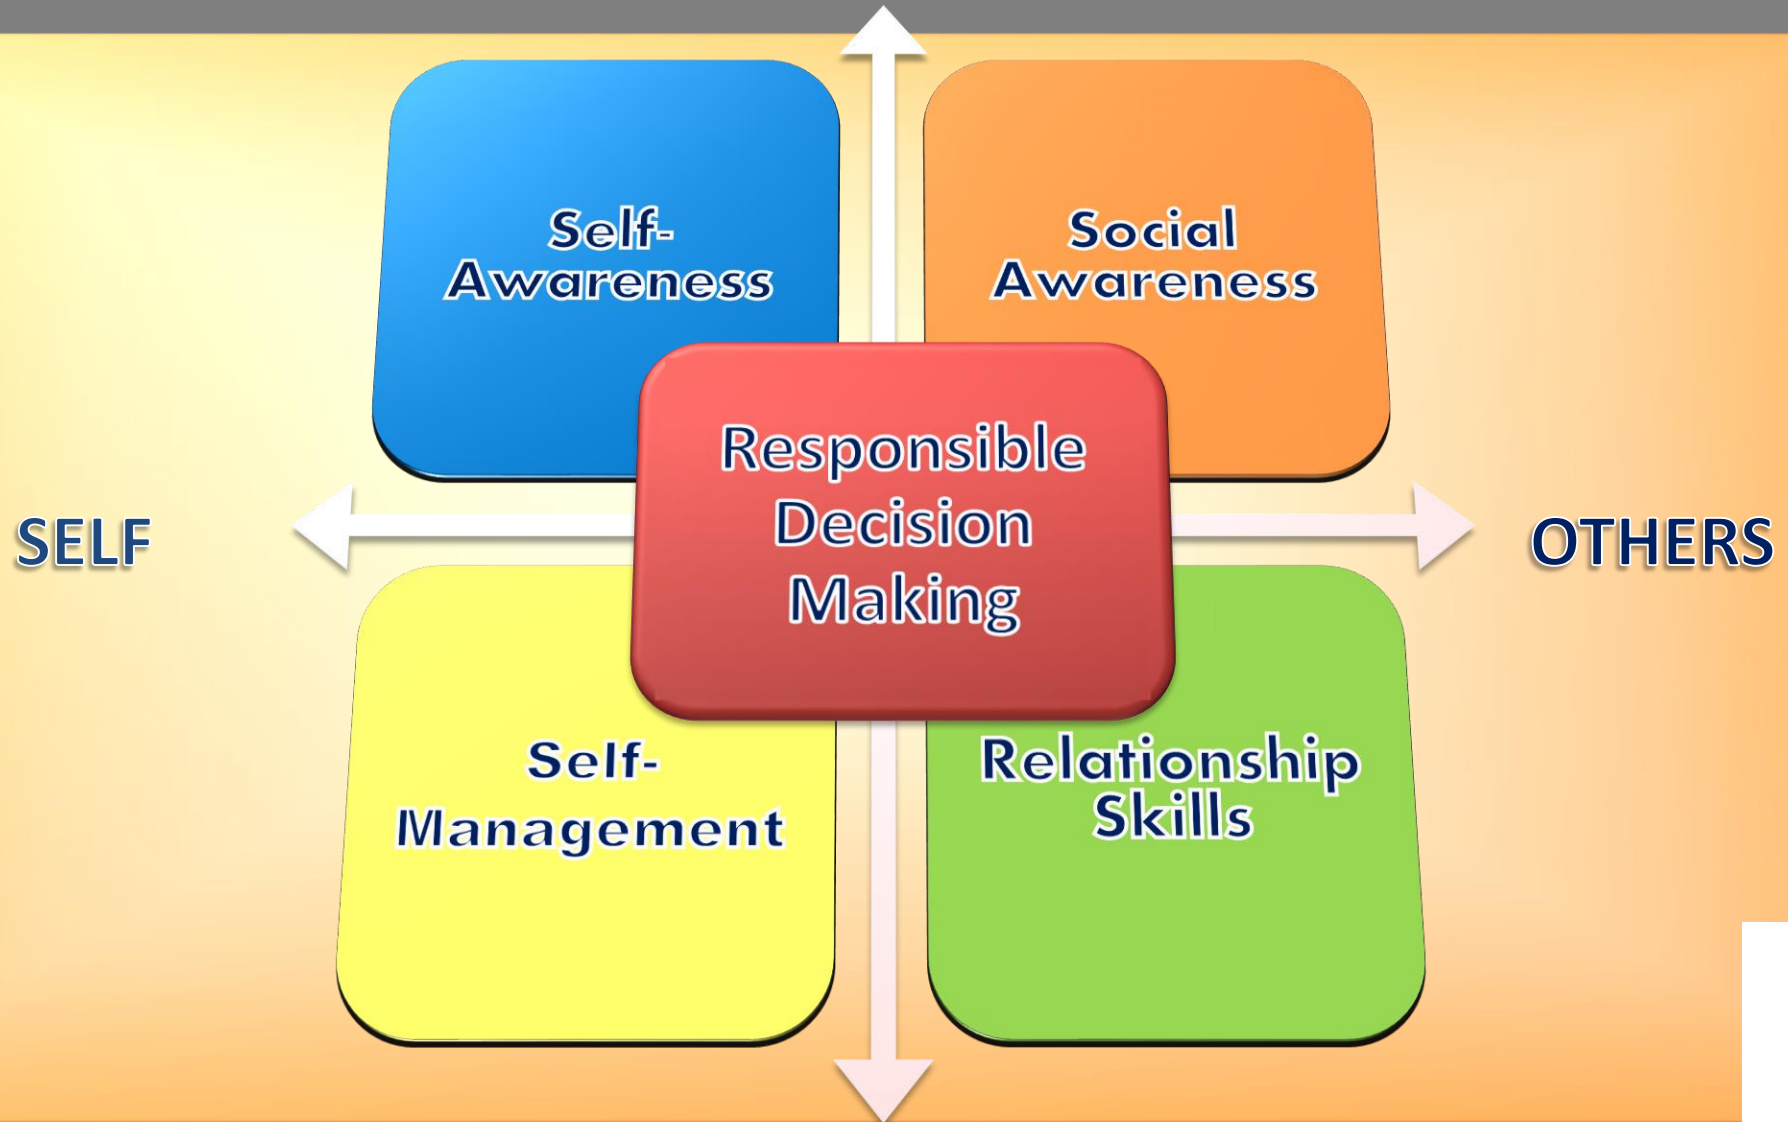 Self-
Awareness
Social
Awareness
Responsible
Decision
Making
SELF
OTHERS
Self-
Management
Relationship
Skills